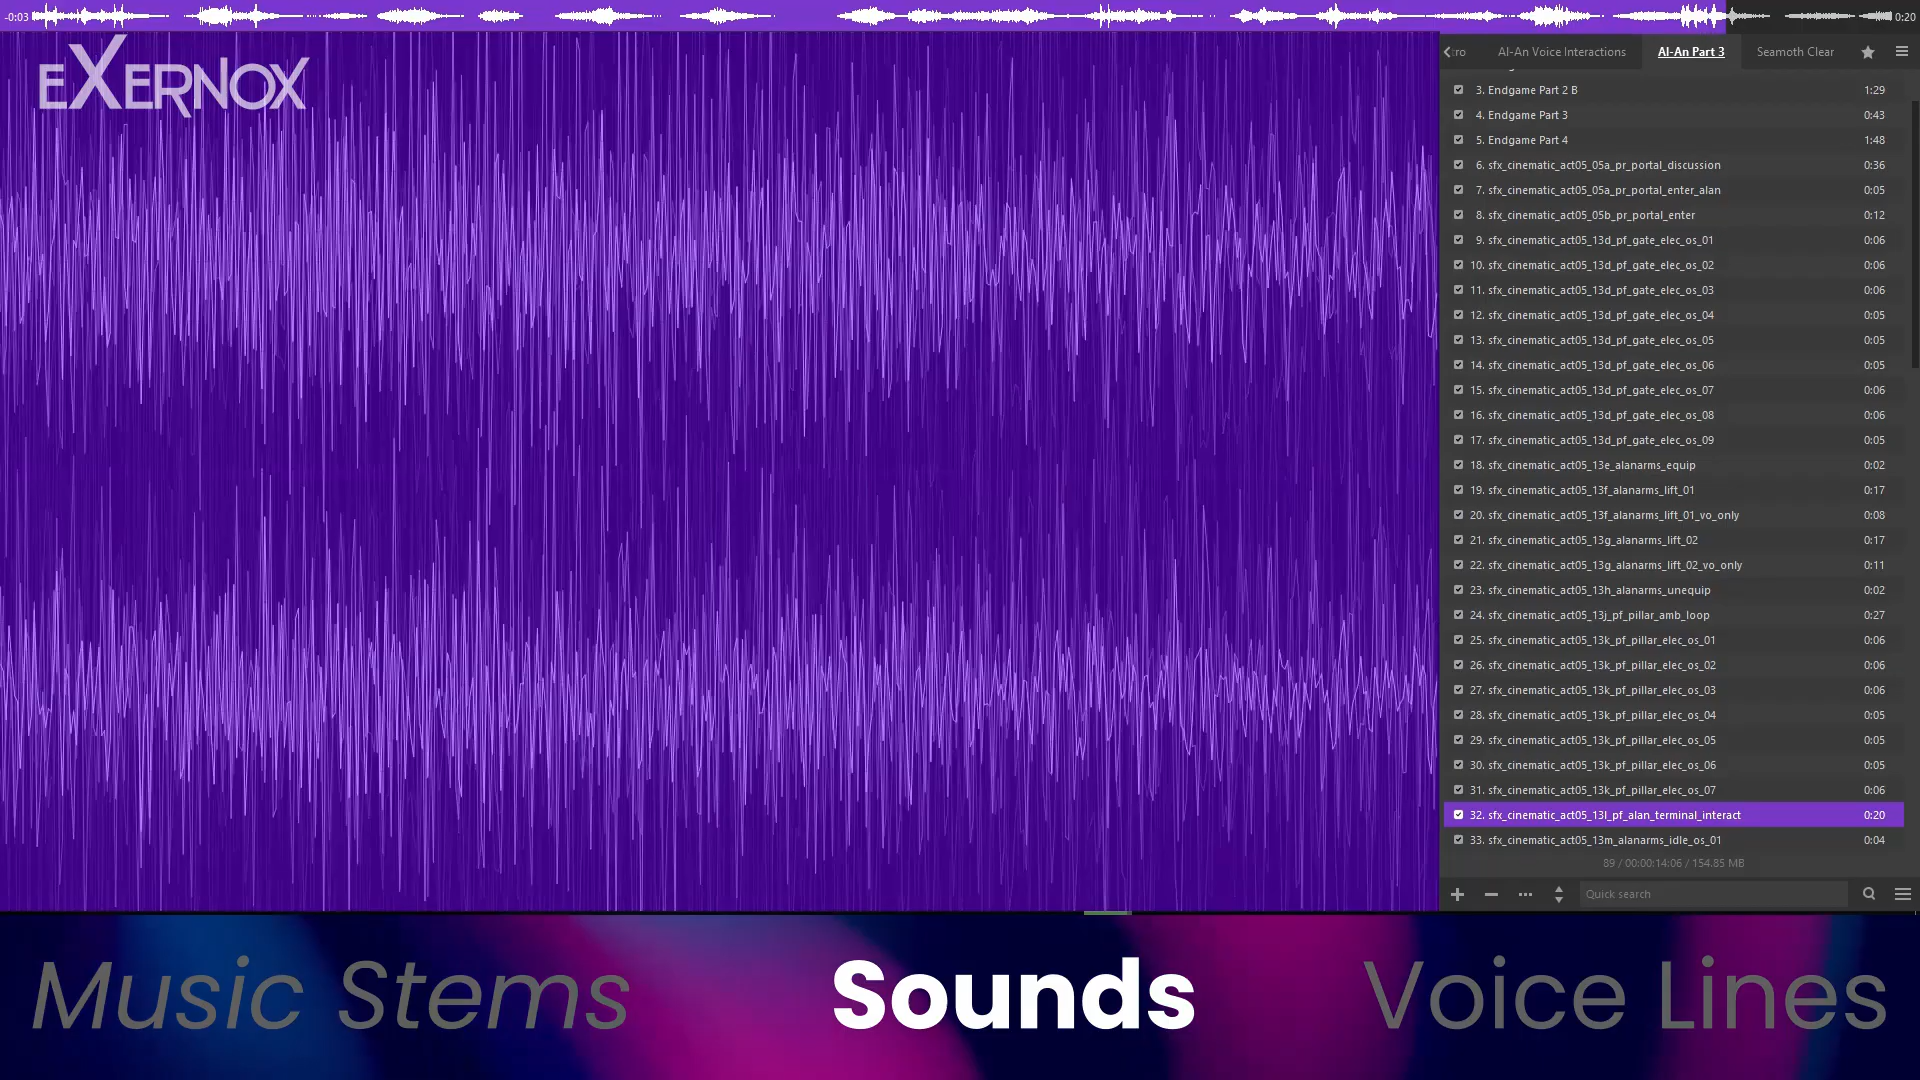 -0:03
0:20
eXERNOX
ro
AI-An Voice Interactions
AI-An Part 3
Seamoth Clear
3. Endgame Part 2 B 1:29
4. Endgame Part 3 0:43
5. Endgame Part 4 1:48
6. sfx_cinematic_act05_05a_pr_portal_discussion 0:36
7. sfx_cinematic_act05_05a_pr_portal_enter_alan 0:05
8. sfx_cinematic_act05_05b_pr_portal_enter 0:12
9. sfx_cinematic_act05_13d_pf_gate_elec_os_01 0:06
10. sfx_cinematic_act05_13d_pf_gate_elec_os_02 0:06
11. sfx_cinematic_act05_13d_pf_gate_elec_os_03 0:06
12. sfx_cinematic_act05_13d_pf_gate_elec_os_04 0:05
13. sfx_cinematic_act05_13d_pf_gate_elec_os_05 0:05
14. sfx_cinematic_act05_13d_pf_gate_elec_os_06 0:05
15. sfx_cinematic_act05_13d_pf_gate_elec_os_07 0:06
16. sfx_cinematic_act05_13d_pf_gate_elec_os_08 0:06
17. sfx_cinematic_act05_13d_pf_gate_elec_os_09 0:05
18. sfx_cinematic_act05_13e_alanarms_equip 0:02
19. sfx_cinematic_act05_13f_alanarms_lift_01 0:17
20. sfx_cinematic_act05_13f_alanarms_lift_01_vo_only 0:08
21. sfx_cinematic_act05_13g_alanarms_lift_02 0:17
22. sfx_cinematic_act05_13g_alanarms_lift_02_vo_only 0:11
23. sfx_cinematic_act05_13h_alanarms_unequip 0:02
24. sfx_cinematic_act05_13j_pf_pillar_amb_loop 0:27
25. sfx_cinematic_act05_13k_pf_pillar_elec_os_01 0:06
26. sfx_cinematic_act05_13k_pf_pillar_elec_os_02 0:06
27. sfx_cinematic_act05_13k_pf_pillar_elec_os_03 0:06
28. sfx_cinematic_act05_13k_pf_pillar_elec_os_04 0:05
29. sfx_cinematic_act05_13k_pf_pillar_elec_os_05 0:05
30. sfx_cinematic_act05_13k_pf_pillar_elec_os_06 0:05
31. sfx_cinematic_act05_13k_pf_pillar_elec_os_07 0:06
32. sfx_cinematic_act05_13l_pf_alan_terminal_interact 0:20
33. sfx_cinematic_act05_13m_alanarms_idle_os_01 0:04
89 / 00:00:14:06 / 154.85 MB
Quick search
Music Stems
Sounds
Voice Lines